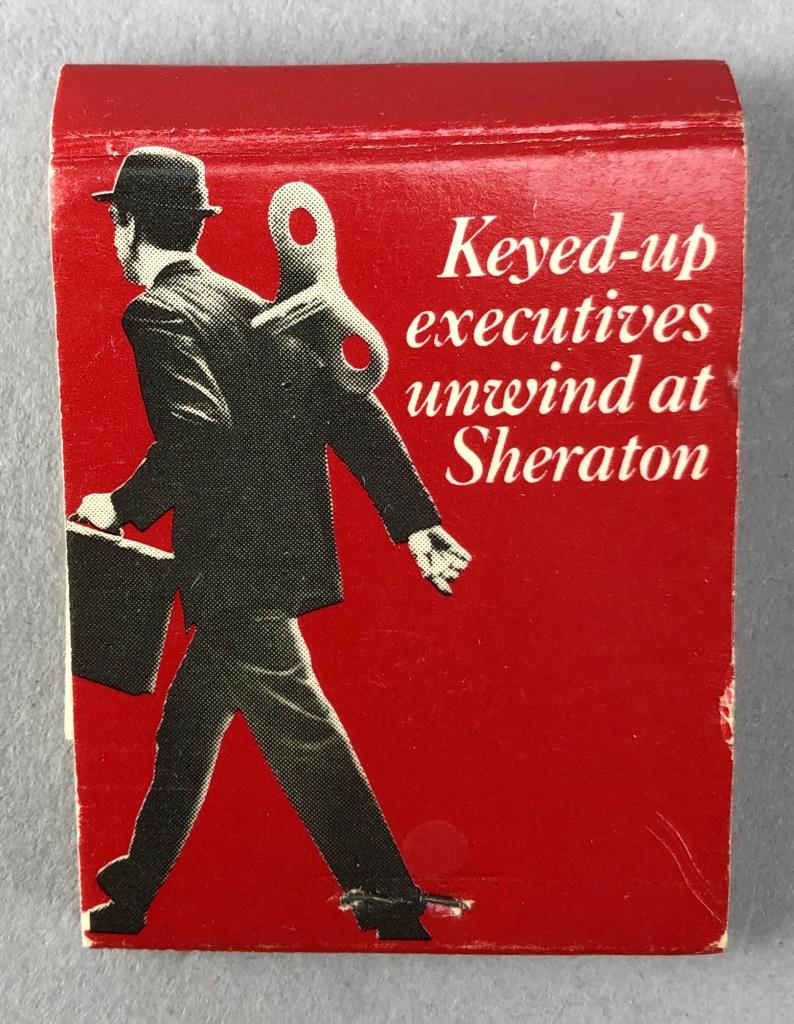 Keyed-up
executives
unwind at
Sheraton